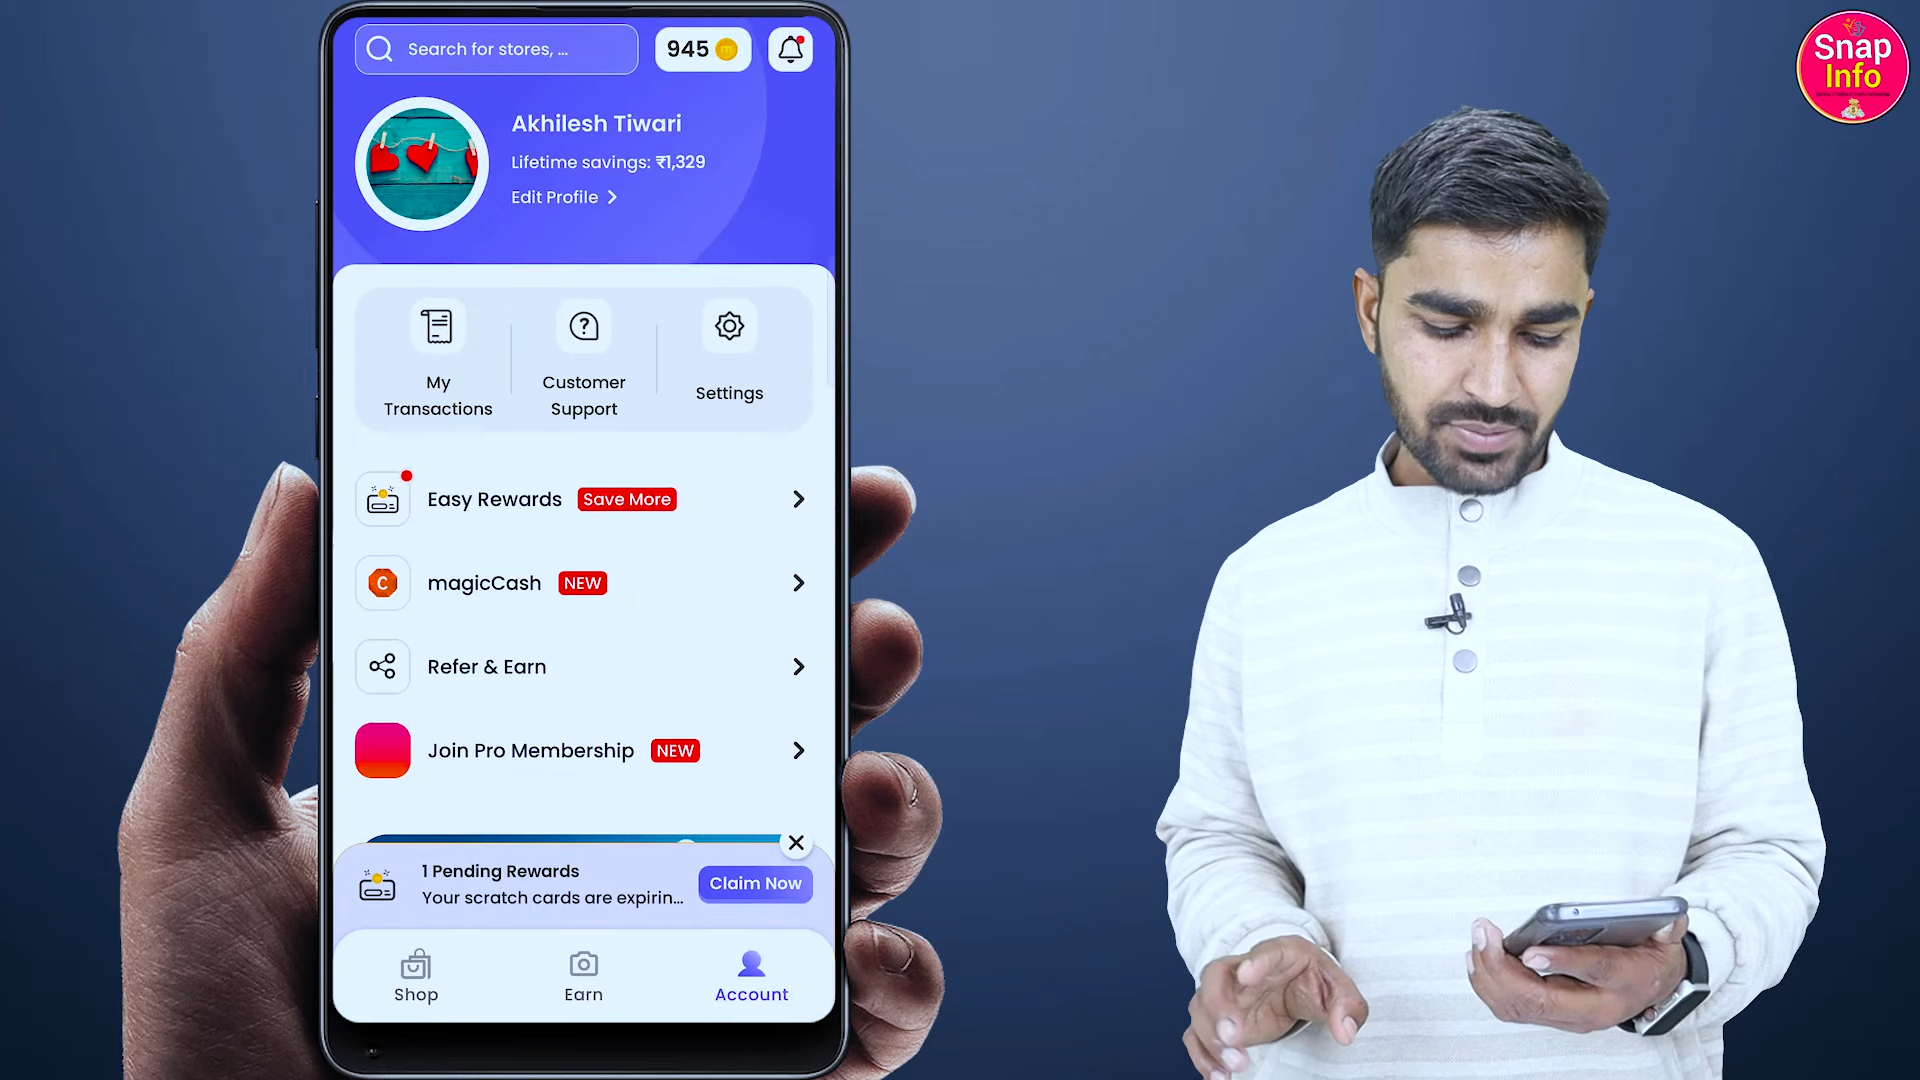 Search for stores, ...
945
Akhilesh Tiwari
Lifetime savings: ₹1,329
Edit Profile
My
Transactions
Customer
Support
Settings
Easy Rewards Save More
magicCash NEW
Refer & Earn
Join Pro Membership NEW
1 Pending Rewards
Your scratch cards are expirin...
Claim Now
Shop
Earn
Account
Snap
Info